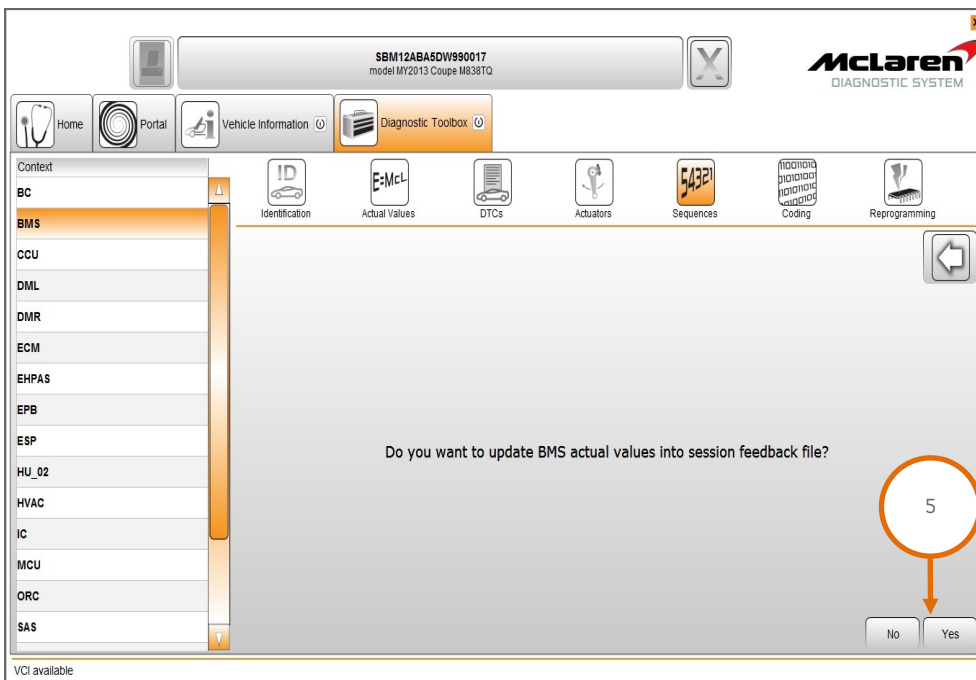 SBM12ABA5DW990017
model MY2013 Coupe M838TQ
X
McLaren
DIAGNOSTIC SYSTEM
Home
Portal
Vehicle Information
Diagnostic Toolbox
Context
BC
BMS
CCU
DML
DMR
ECM
EHPAS
EPB
ESP
HU_02
HVAC
IC
MCU
ORC
SAS
ID
Identification
E=McL
Actual Values
DTCs
Actuators
54321
Sequences
Coding
Reprogramming
Do you want to update BMS actual values into session feedback file?
5
No
Yes
VCI available